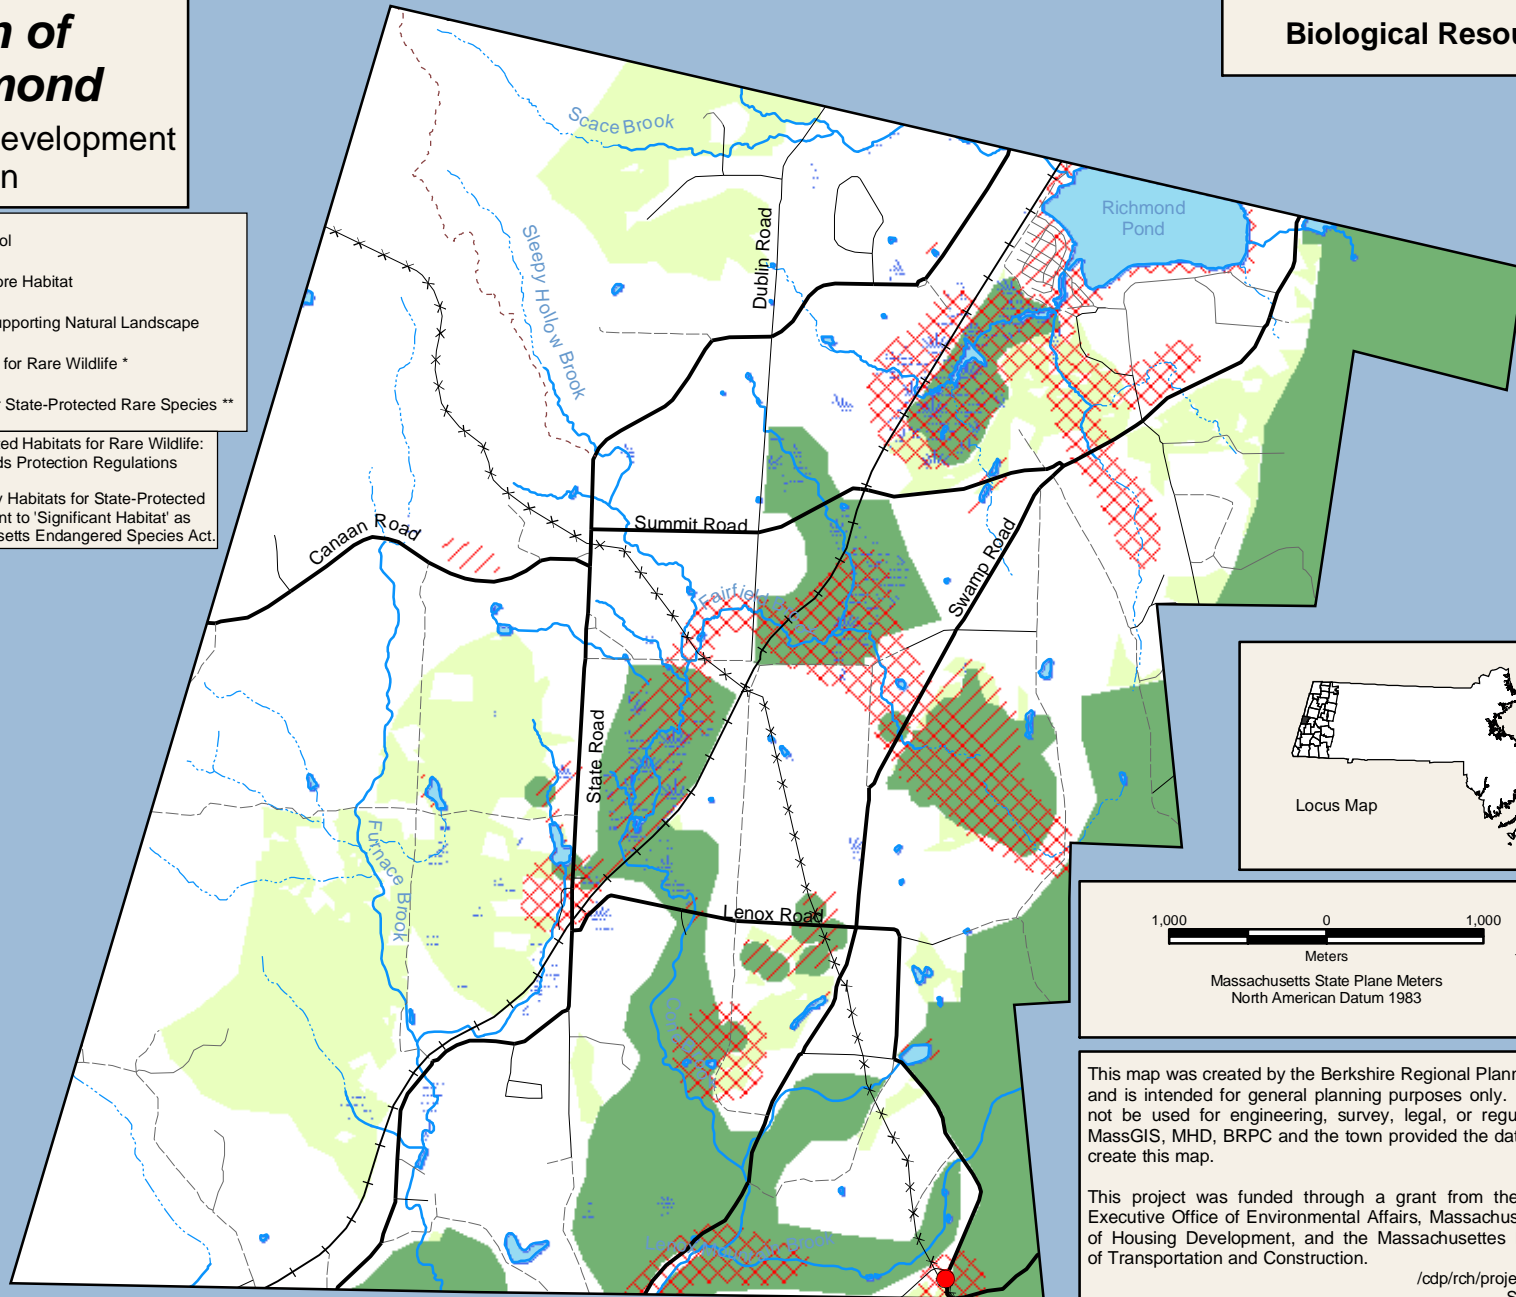 n of
mond
evelopment
n
Biological Resou
ol
ore Habitat
upporting Natural Landscape
for Rare Wildlife *
r State-Protected Rare Species **
ted Habitats for Rare Wildlife:
ds Protection Regulations
y Habitats for State-Protected
nt to 'Significant Habitat' as
setts Endangered Species Act.
Scace Brook
Richmond
Pond
Dublin Road
Sleepy Hollow Brook
Canaan Road
Summit Road
Swamp Road
Fairfield
State Road
Furnace Brook
Lenox Road
Brook
Locus Map
1,000 0 1,000
Meters
Massachusetts State Plane Meters
North American Datum 1983
This map was created by the Berkshire Regional Plann
and is intended for general planning purposes only.
not be used for engineering, survey, legal, or regu
MassGIS, MHD, BRPC and the town provided the dat
create this map.
This project was funded through a grant from the
Executive Office of Environmental Affairs, Massachus
of Housing Development, and the Massachusettes
of Transportation and Construction.
/cdp/rch/proje
S